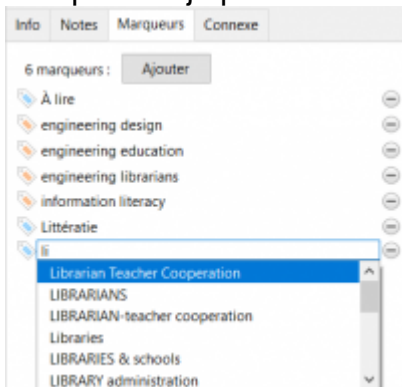 Info Notes Marqueurs Connexe
6 marqueurs : Ajouter
À lire
engineering design
engineering education
engineering librarians
information literacy
Littératie
li
Librarian Teacher Cooperation
LIBRARIANS
LIBRARIAN-teacher cooperation
Libraries
LIBRARIES & schools
LIBRARY administration